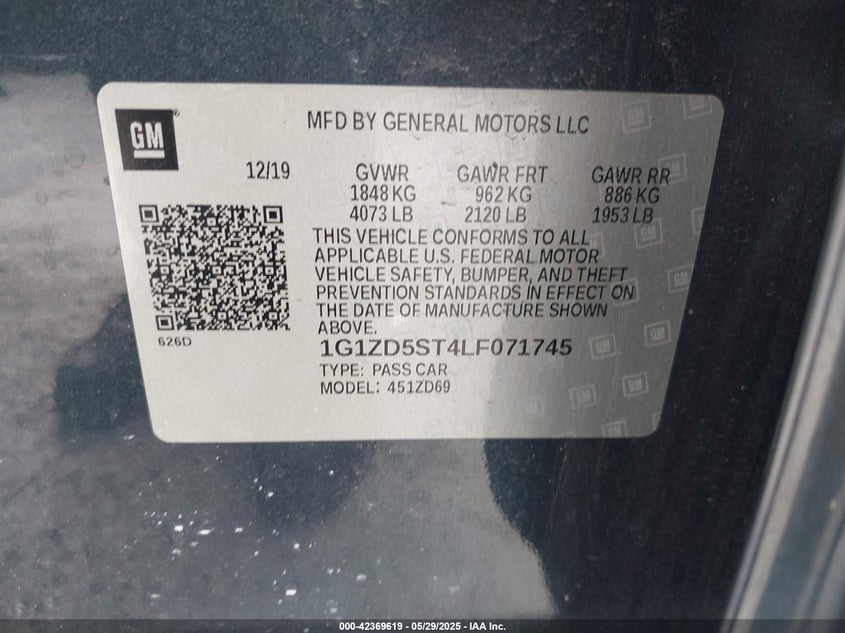 GM
MFD BY GENERAL MOTORS LLC
12/19 GVWR GAWR FRT GAWR RR
1848 KG 962 KG 886 KG
4073 LB 2120 LB 1953 LB
THIS VEHICLE CONFORMS TO ALL
APPLICABLE U.S. FEDERAL MOTOR
VEHICLE SAFETY, BUMPER, AND THEFT
PREVENTION STANDARDS IN EFFECT ON
THE DATE OF MANUFACTURE SHOWN
ABOVE.
626D
1G1ZD5ST4LF071745
TYPE: PASS CAR
MODEL: 451ZD69
000-42369619 - 05/29/2025 - IAA Inc.